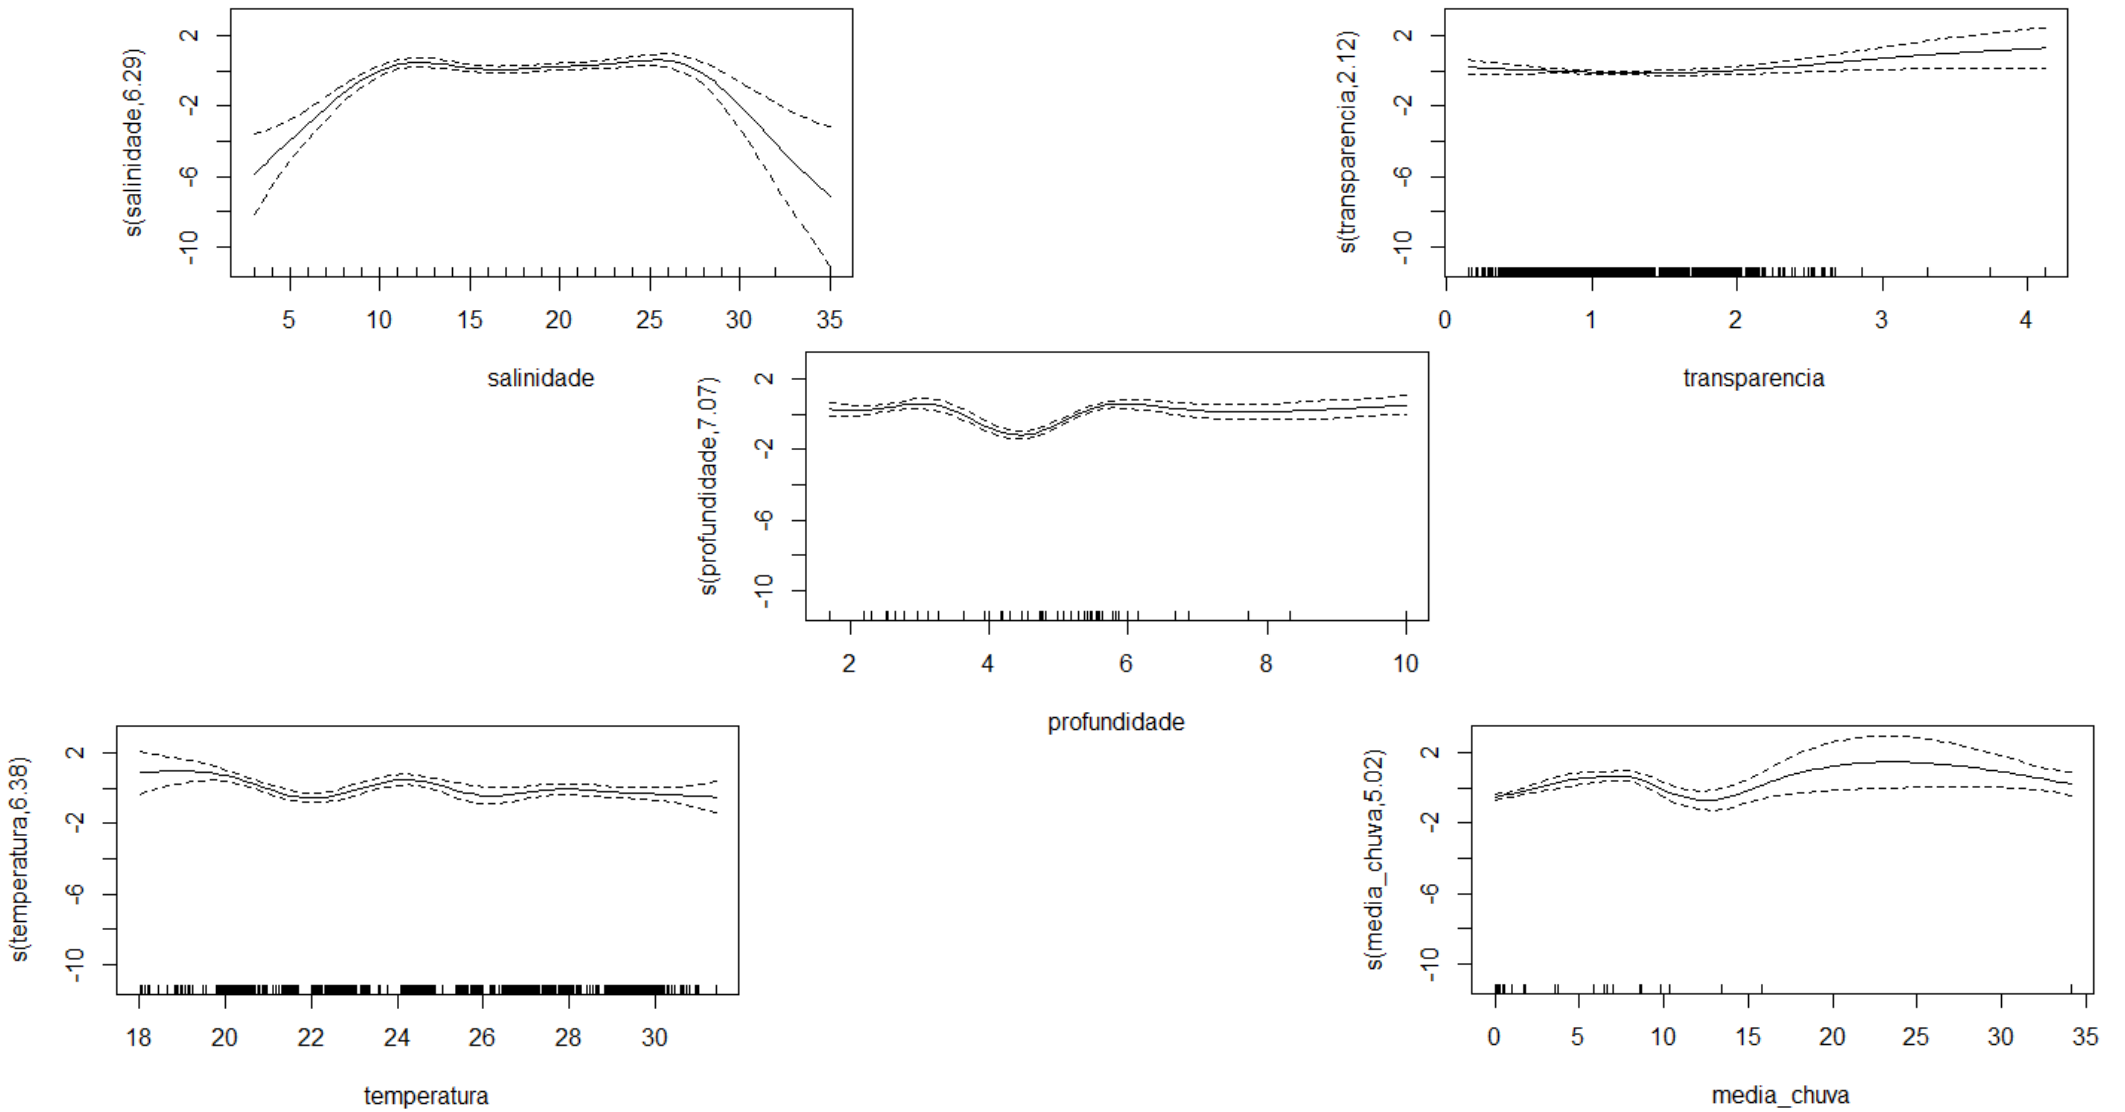 s(salinidade,6.29)
2
-2
-6
-10
5 10 15 20 25 30 35
salinidade
s(transparencia,2.12)
2
-2
-6
-10
0 1 2 3 4
transparencia
s(profundidade,7.07)
2
-2
-6
-10
2 4 6 8 10
profundidade
s(temperatura,6.38)
2
-2
-6
-10
18 20 22 24 26 28 30
temperatura
s(media_chuva,5.02)
2
-2
-6
-10
0 5 10 15 20 25 30 35
media_chuva